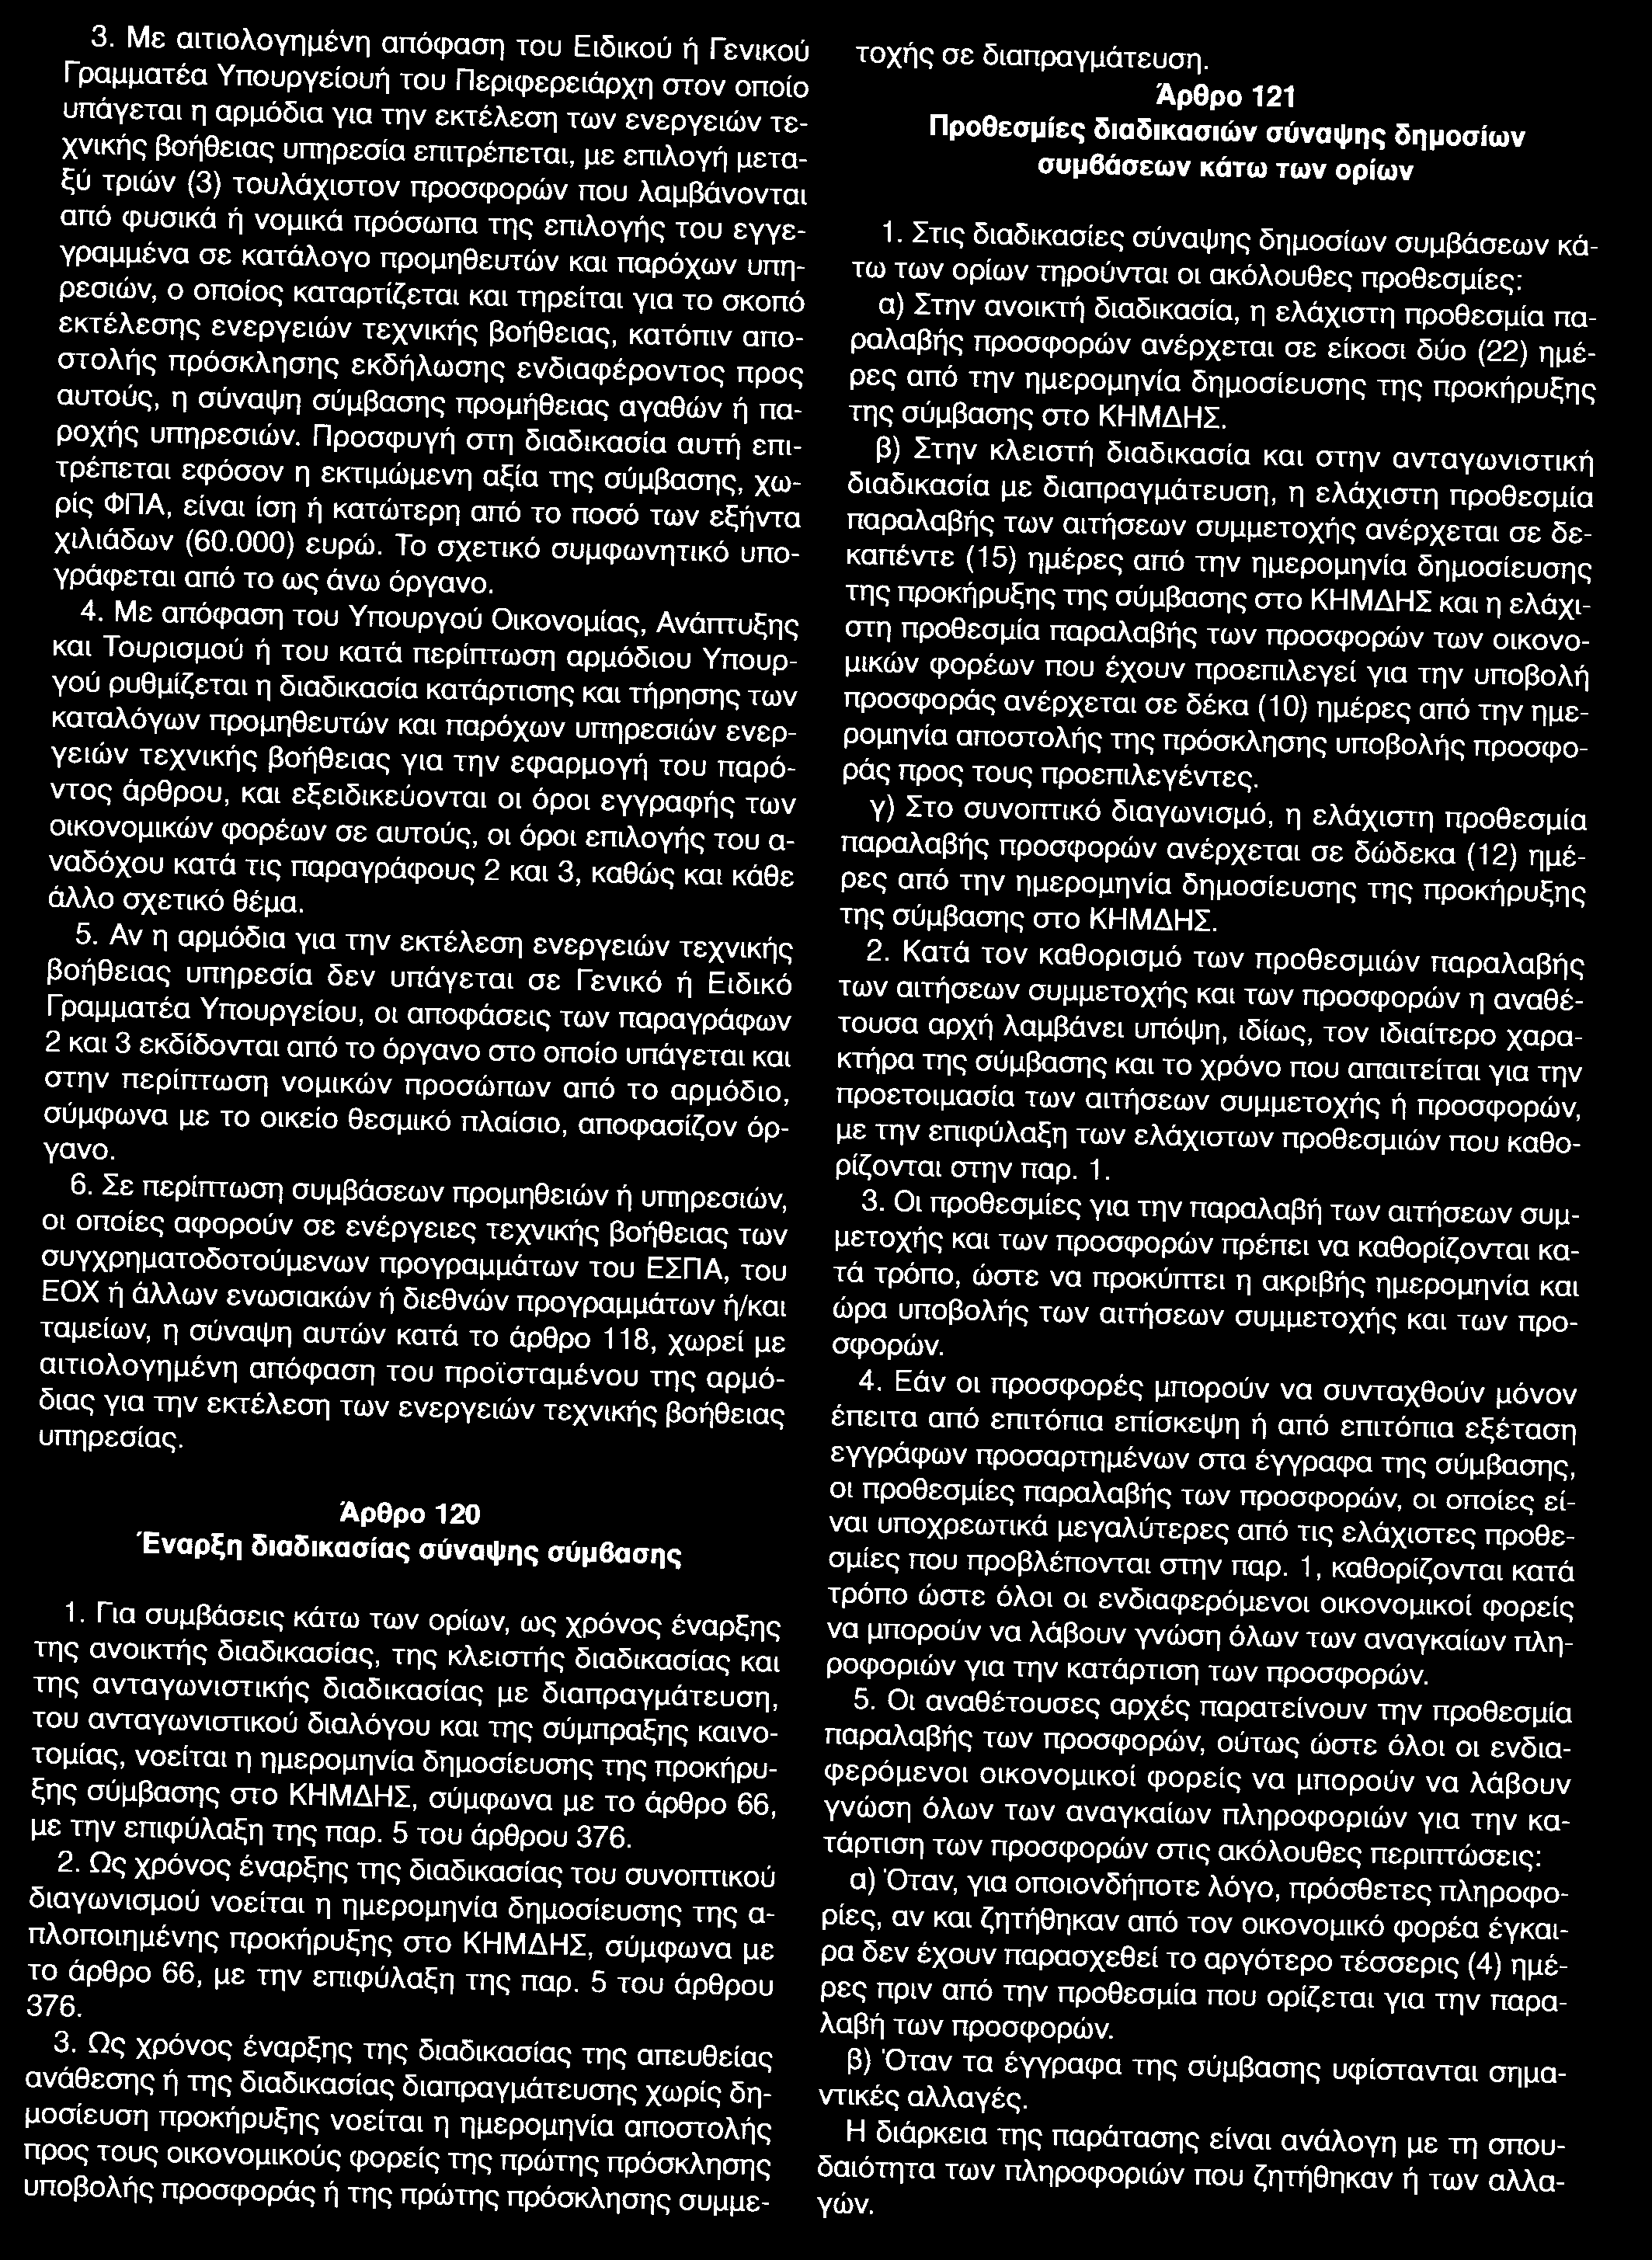 3. Με αιτιολογημένη απόφαση του Ειδικού ή Γενικού
Γραμματέα Υπουργείουή του Περιφερειάρχη στον οποίο
υπάγεται η αρμόδια για την εκτέλεση των ενεργειών τε-
χνικής βοήθειας υπηρεσία επιτρέπεται, με επιλογή μετα-
ξύ τριών (3) τουλάχιστον προσφορών που λαμβάνονται
από φυσικά ή νομικά πρόσωπα της επιλογής του εγγε-
γραμμένα σε κατάλογο προμηθευτών και παρόχων υπη-
ρεσιών, ο οποίος καταρτίζεται και τηρείται για το σκοπό
εκτέλεσης ενεργειών τεχνικής βοήθειας, κατόπιν απο-
στολής πρόσκλησης εκδήλωσης ενδιαφέροντος προς
αυτούς, η σύναψη σύμβασης προμήθειας αγαθών ή πα-
ροχής υπηρεσιών. Προσφυγή στη διαδικασία αυτή επι-
τρέπεται εφόσον η εκτιμώμενη αξία της σύμβασης, χω-
ρίς ΦΠΑ, είναι ίση ή κατώτερη από το ποσό των εξήντα
χιλιάδων (60.000) ευρώ. Το σχετικό συμφωνητικό υπο-
γράφεται από το ως άνω όργανο.
4. Με απόφαση του Υπουργού Οικονομίας, Ανάπτυξης
και Τουρισμού ή του κατά περίπτωση αρμόδιου Υπουρ-
γού ρυθμίζεται η διαδικασία κατάρτισης και τήρησης των
καταλόγων προμηθευτών και παρόχων υπηρεσιών ενερ-
γειών τεχνικής βοήθειας για την εφαρμογή του παρό-
ντος άρθρου, και εξειδικεύονται οι όροι εγγραφής των
οικονομικών φορέων σε αυτούς, οι όροι επιλογής του α-
ναδόχου κατά τις παραγράφους 2 και 3, καθώς και κάθε
άλλο σχετικό θέμα.
5. Αν η αρμόδια για την εκτέλεση ενεργειών τεχνικής
βοήθειας υπηρεσία δεν υπάγεται σε Γενικό ή Ειδικό
Γραμματέα Υπουργείου, οι αποφάσεις των παραγράφων
2 και 3 εκδίδονται από το όργανο στο οποίο υπάγεται και
στην περίπτωση νομικών προσώπων από το αρμόδιο,
σύμφωνα με το οικείο θεσμικό πλαίσιο, αποφασίζον όρ-
γανο.
6. Σε περίπτωση συμβάσεων προμηθειών ή υπηρεσιών,
οι οποίες αφορούν σε ενέργειες τεχνικής βοήθειας των
συγχρηματοδοτούμενων προγραμμάτων του ΕΣΠΑ, του
ΕΟΧ ή άλλων ενωσιακών ή διεθνών προγραμμάτων ή/και
ταμείων, η σύναψη αυτών κατά το άρθρο 118, χωρεί με
αιτιολογημένη απόφαση του προϊσταμένου της αρμό-
διας για την εκτέλεση των ενεργειών τεχνικής βοήθειας
υπηρεσίας.
Άρθρο 120
Έναρξη διαδικασίας σύναψης σύμβασης
1. Για συμβάσεις κάτω των ορίων, ως χρόνος έναρξης
της ανοικτής διαδικασίας, της κλειστής διαδικασίας και
της ανταγωνιστικής διαδικασίας με διαπραγμάτευση,
του ανταγωνιστικού διαλόγου και της σύμπραξης καινο-
τομίας, νοείται η ημερομηνία δημοσίευσης της προκήρυ-
ξης σύμβασης στο ΚΗΜΔΗΣ, σύμφωνα με το άρθρο 66,
με την επιφύλαξη της παρ. 5 του άρθρου 376.
2. Ως χρόνος έναρξης της διαδικασίας του συνοπτικού
διαγωνισμού νοείται η ημερομηνία δημοσίευσης της α-
πλοποιημένης προκήρυξης στο ΚΗΜΔΗΣ, σύμφωνα με
το άρθρο 66, με την επιφύλαξη της παρ. 5 του άρθρου
376.
3. Ως χρόνος έναρξης της διαδικασίας της απευθείας
ανάθεσης ή της διαδικασίας διαπραγμάτευσης χωρίς δη-
μοσίευση προκήρυξης νοείται η ημερομηνία αποστολής
προς τους οικονομικούς φορείς της πρώτης πρόσκλησης
υποβολής προσφοράς ή της πρώτης πρόσκλησης συμμε-
τοχής σε διαπραγμάτευση.
Άρθρο 121
Προθεσμίες διαδικασιών σύναψης δημοσίων
συμβάσεων κάτω των ορίων
1. Στις διαδικασίες σύναψης δημοσίων συμβάσεων κά-
τω των ορίων τηρούνται οι ακόλουθες προθεσμίες:
α) Στην ανοικτή διαδικασία, η ελάχιστη προθεσμία πα-
ραλαβής προσφορών ανέρχεται σε είκοσι δύο (22) ημέ-
ρες από την ημερομηνία δημοσίευσης της προκήρυξης
της σύμβασης στο ΚΗΜΔΗΣ.
β) Στην κλειστή διαδικασία και στην ανταγωνιστική
διαδικασία με διαπραγμάτευση, η ελάχιστη προθεσμία
παραλαβής των αιτήσεων συμμετοχής ανέρχεται σε δε-
καπέντε (15) ημέρες από την ημερομηνία δημοσίευσης
της προκήρυξης της σύμβασης στο ΚΗΜΔΗΣ και η ελάχι-
στη προθεσμία παραλαβής των προσφορών των οικονο-
μικών φορέων που έχουν προεπιλεγεί για την υποβολή
προσφοράς ανέρχεται σε δέκα (10) ημέρες από την ημε-
ρομηνία αποστολής της πρόσκλησης υποβολής προσφο-
ράς προς τους προεπιλεγέντες.
γ) Στο συνοπτικό διαγωνισμό, η ελάχιστη προθεσμία
παραλαβής προσφορών ανέρχεται σε δώδεκα (12) ημέ-
ρες από την ημερομηνία δημοσίευσης της προκήρυξης
της σύμβασης στο ΚΗΜΔΗΣ.
2. Κατά τον καθορισμό των προθεσμιών παραλαβής
των αιτήσεων συμμετοχής και των προσφορών η αναθέ-
τουσα αρχή λαμβάνει υπόψη, ιδίως, τον ιδιαίτερο χαρα-
κτήρα της σύμβασης και το χρόνο που απαιτείται για την
προετοιμασία των αιτήσεων συμμετοχής ή προσφορών,
με την επιφύλαξη των ελάχιστων προθεσμιών που καθο-
ρίζονται στην παρ. 1.
3. Οι προθεσμίες για την παραλαβή των αιτήσεων συμ-
μετοχής και των προσφορών πρέπει να καθορίζονται κα-
τά τρόπο, ώστε να προκύπτει η ακριβής ημερομηνία και
ώρα υποβολής των αιτήσεων συμμετοχής και των προ-
σφορών.
4. Εάν οι προσφορές μπορούν να συνταχθούν μόνον
έπειτα από επιτόπια επίσκεψη ή από επιτόπια εξέταση
εγγράφων προσαρτημένων στα έγγραφα της σύμβασης,
οι προθεσμίες παραλαβής των προσφορών, οι οποίες εί-
ναι υποχρεωτικά μεγαλύτερες από τις ελάχιστες προθε-
σμίες που προβλέπονται στην παρ. 1, καθορίζονται κατά
τρόπο ώστε όλοι οι ενδιαφερόμενοι οικονομικοί φορείς
να μπορούν να λάβουν γνώση όλων των αναγκαίων πλη-
ροφοριών για την κατάρτιση των προσφορών.
5. Οι αναθέτουσες αρχές παρατείνουν την προθεσμία
παραλαβής των προσφορών, ούτως ώστε όλοι οι ενδια-
φερόμενοι οικονομικοί φορείς να μπορούν να λάβουν
γνώση όλων των αναγκαίων πληροφοριών για την κα-
τάρτιση των προσφορών στις ακόλουθες περιπτώσεις:
α) Όταν, για οποιονδήποτε λόγο, πρόσθετες πληροφο-
ρίες, αν και ζητήθηκαν από τον οικονομικό φορέα έγκαι-
ρα δεν έχουν παρασχεθεί το αργότερο τέσσερις (4) ημέ-
ρες πριν από την προθεσμία που ορίζεται για την παρα-
λαβή των προσφορών.
β) Όταν τα έγγραφα της σύμβασης υφίστανται σημα-
ντικές αλλαγές.
Η διάρκεια της παράτασης είναι ανάλογη με τη σπου-
δαιότητα των πληροφοριών που ζητήθηκαν ή των αλλα-
γών.